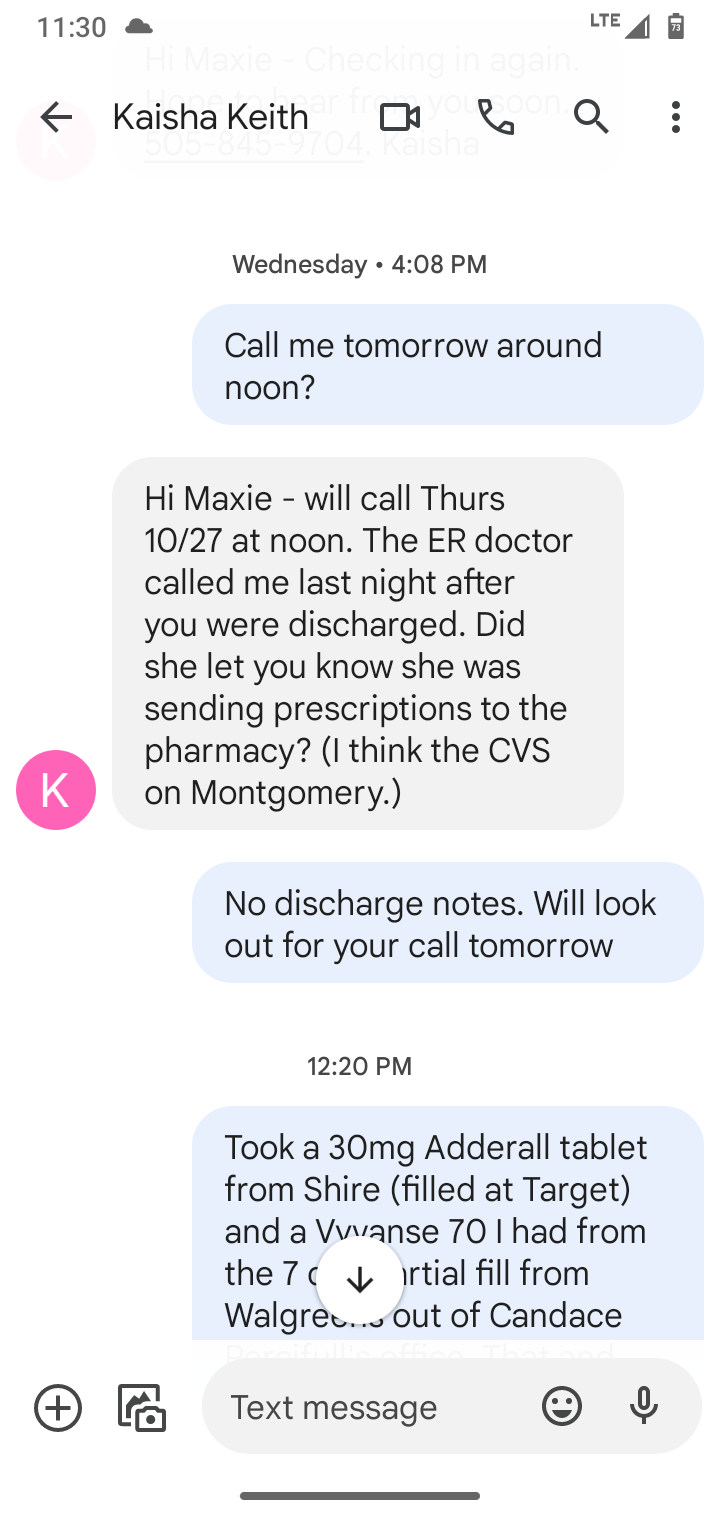 11:30
LTE
73
Hi Maxie - Checking in again.
Hope to hear from you soon.
505-845-9704. Kaisha
K
Kaisha Keith
Wednesday • 4:08 PM
Call me tomorrow around
noon?
Hi Maxie - will call Thurs
10/27 at noon. The ER doctor
called me last night after
you were discharged. Did
she let you know she was
sending prescriptions to the
pharmacy? (I think the CVS
on Montgomery.)
K
No discharge notes. Will look
out for your call tomorrow
12:20 PM
Took a 30mg Adderall tablet
from Shire (filled at Target)
and a Vyvanse 70 I had from
the 7 fill from
Walgreens out of Candace
office. That and
Text message